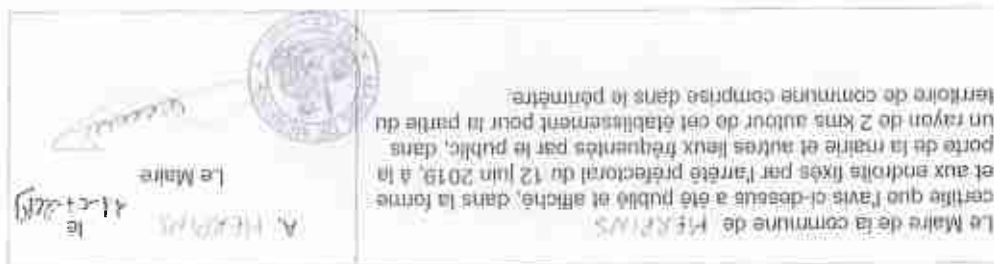 Le Maire de la commune de MERPINS
certifie que l'avis ci-dessus a été publié et affiché, dans la forme
et aux endroits fixés par l'arrêté préfectoral du 12 juin 2019, à la
porte de la mairie et autres lieux fréquentés par le public, dans
un rayon de 2 kms autour de cet établissement pour la partie du
territoire de commune comprise dans le périmètre.
A. MERPINS
le
Le Maire